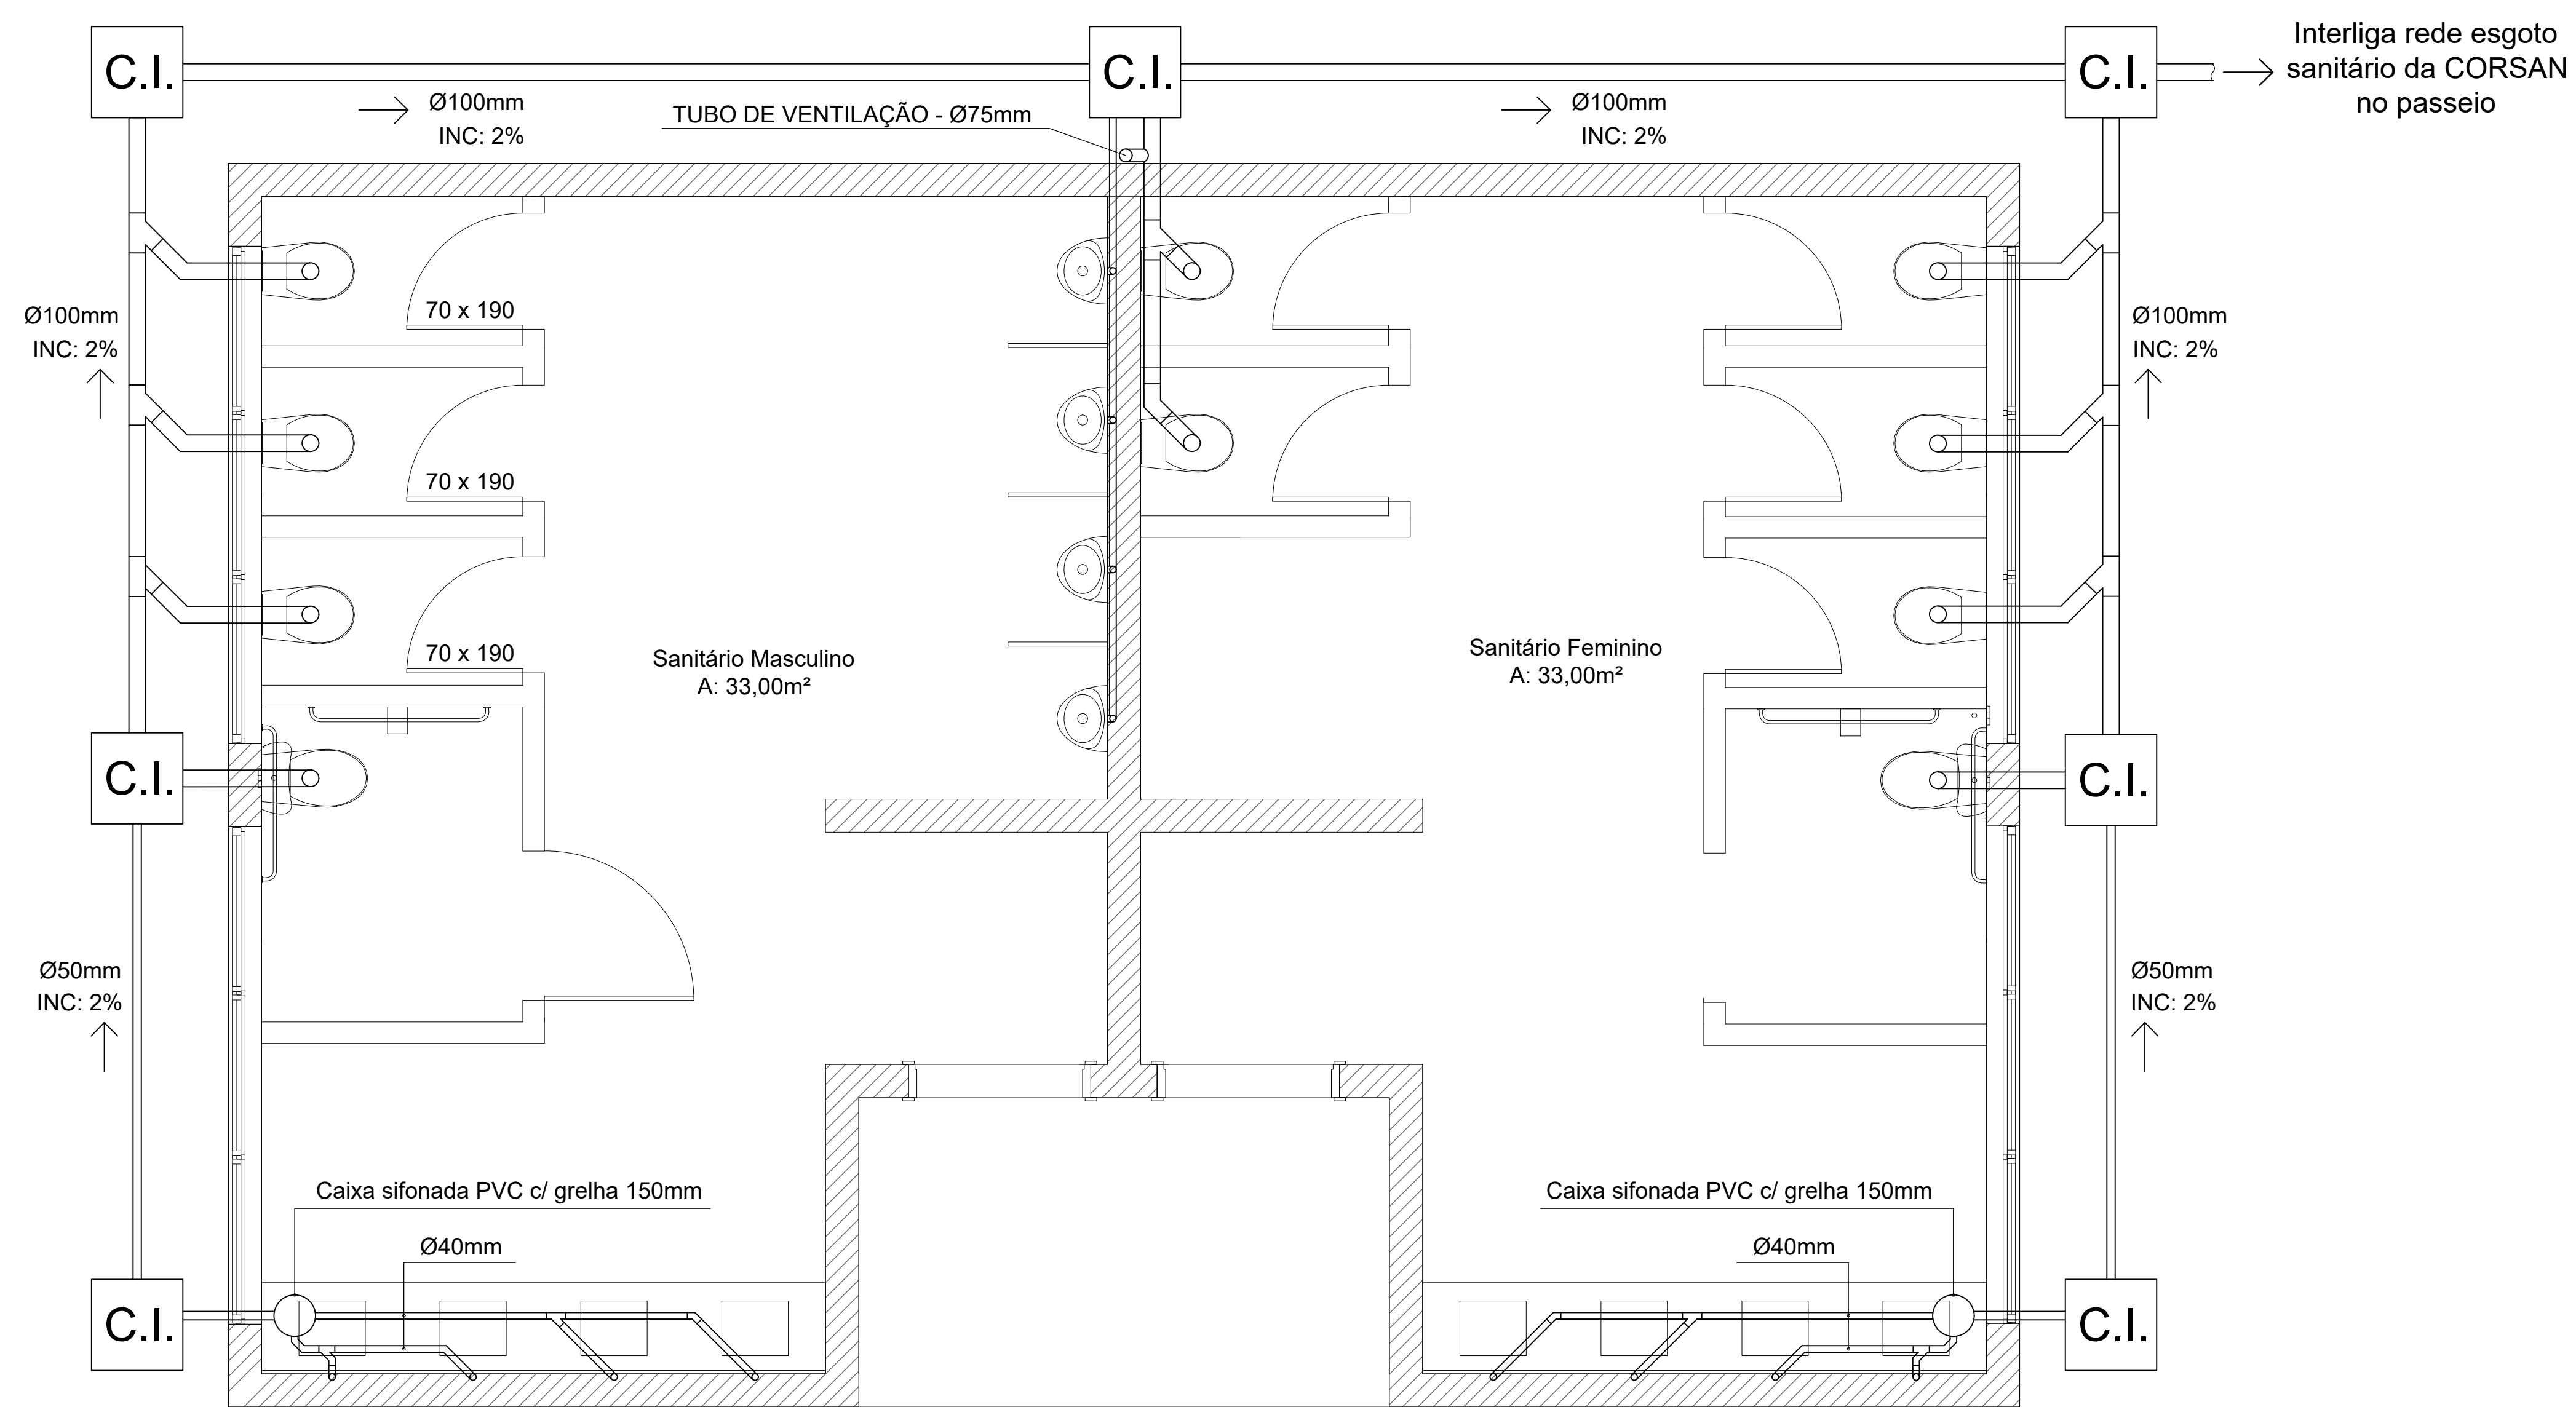 C.I.
C.I.
C.I.
Interliga rede esgoto
sanitário da CORSAN
no passeio
Ø100mm
INC: 2%
TUBO DE VENTILAÇÃO - Ø75mm
Ø100mm
INC: 2%
Ø100mm
INC: 2%
70 x 190
Ø100mm
INC: 2%
70 x 190
70 x 190
Sanitário Masculino
A: 33,00m²
Sanitário Feminino
A: 33,00m²
C.I.
C.I.
Ø50mm
INC: 2%
Ø50mm
INC: 2%
Caixa sifonada PVC c/ grelha 150mm
Caixa sifonada PVC c/ grelha 150mm
Ø40mm
Ø40mm
C.I.
C.I.